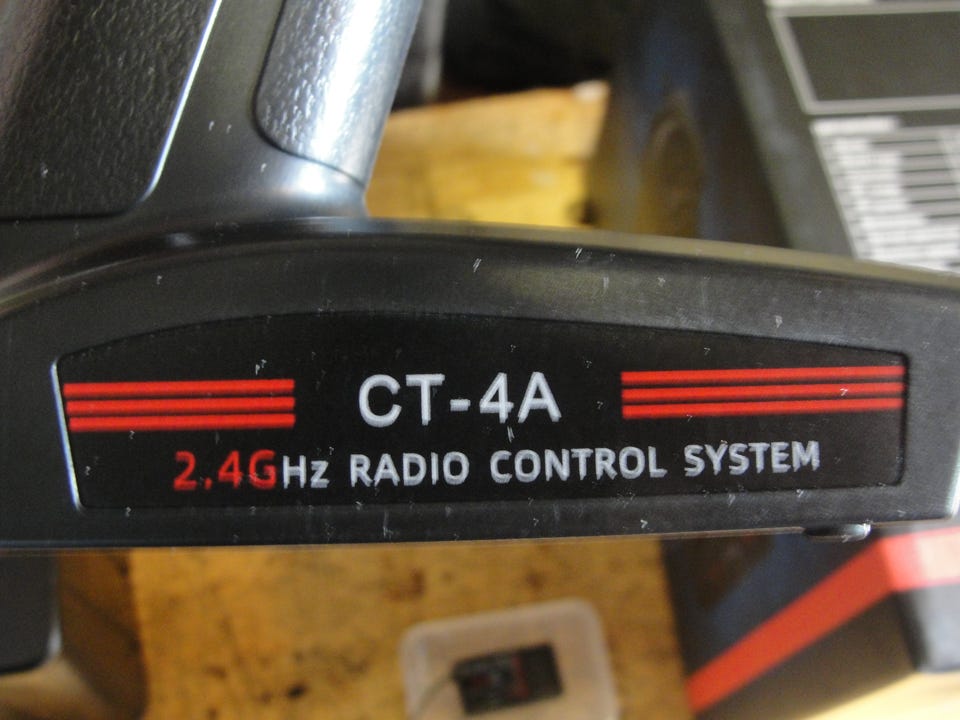 CT-4A
2.4GHz RADIO CONTROL SYSTEM